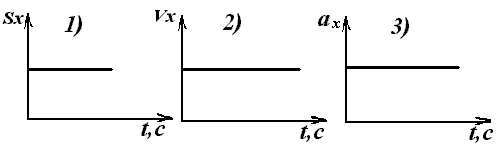 Sx 1)
t,c
Vx 2)
t,c
ax 3)
t,c